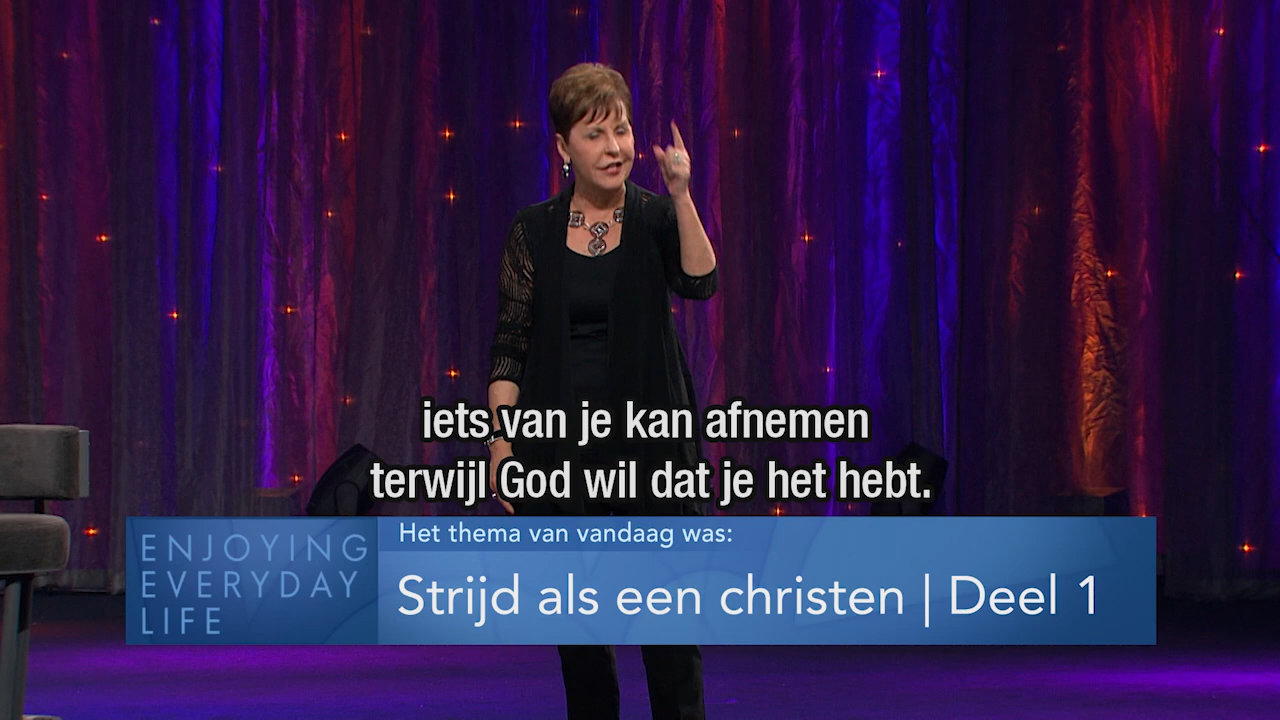 iets van je kan afnemen
terwijl God wil dat je het hebt.
Het thema van vandaag was:
ENJOYING
EVERYDAY
LIFE
Strijd als een christen | Deel 1